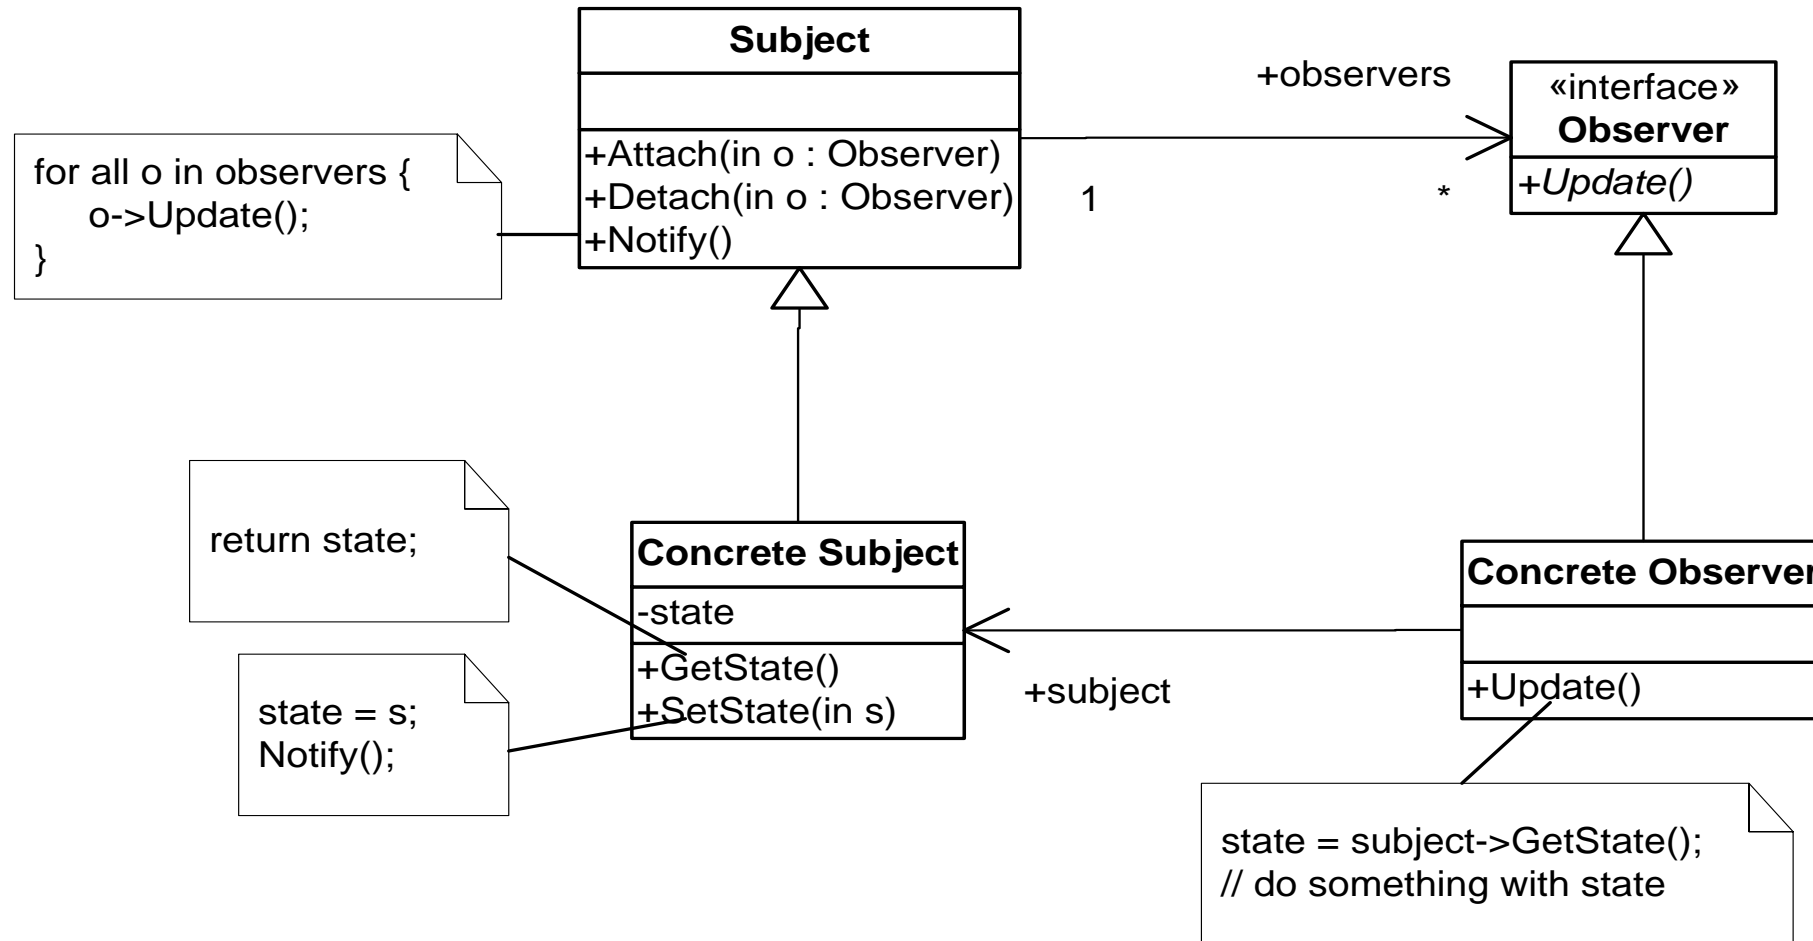 Subject
+Attach(in o : Observer)
+Detach(in o : Observer)
+Notify()
+observers
1
*
«interface»
Observer
+Update()
for all o in observers {
o->Update();
}
return state;
state = s;
Notify();
Concrete Subject
-state
+GetState()
+SetState(in s)
+subject
Concrete Observer
+Update()
state = subject->GetState();
// do something with state